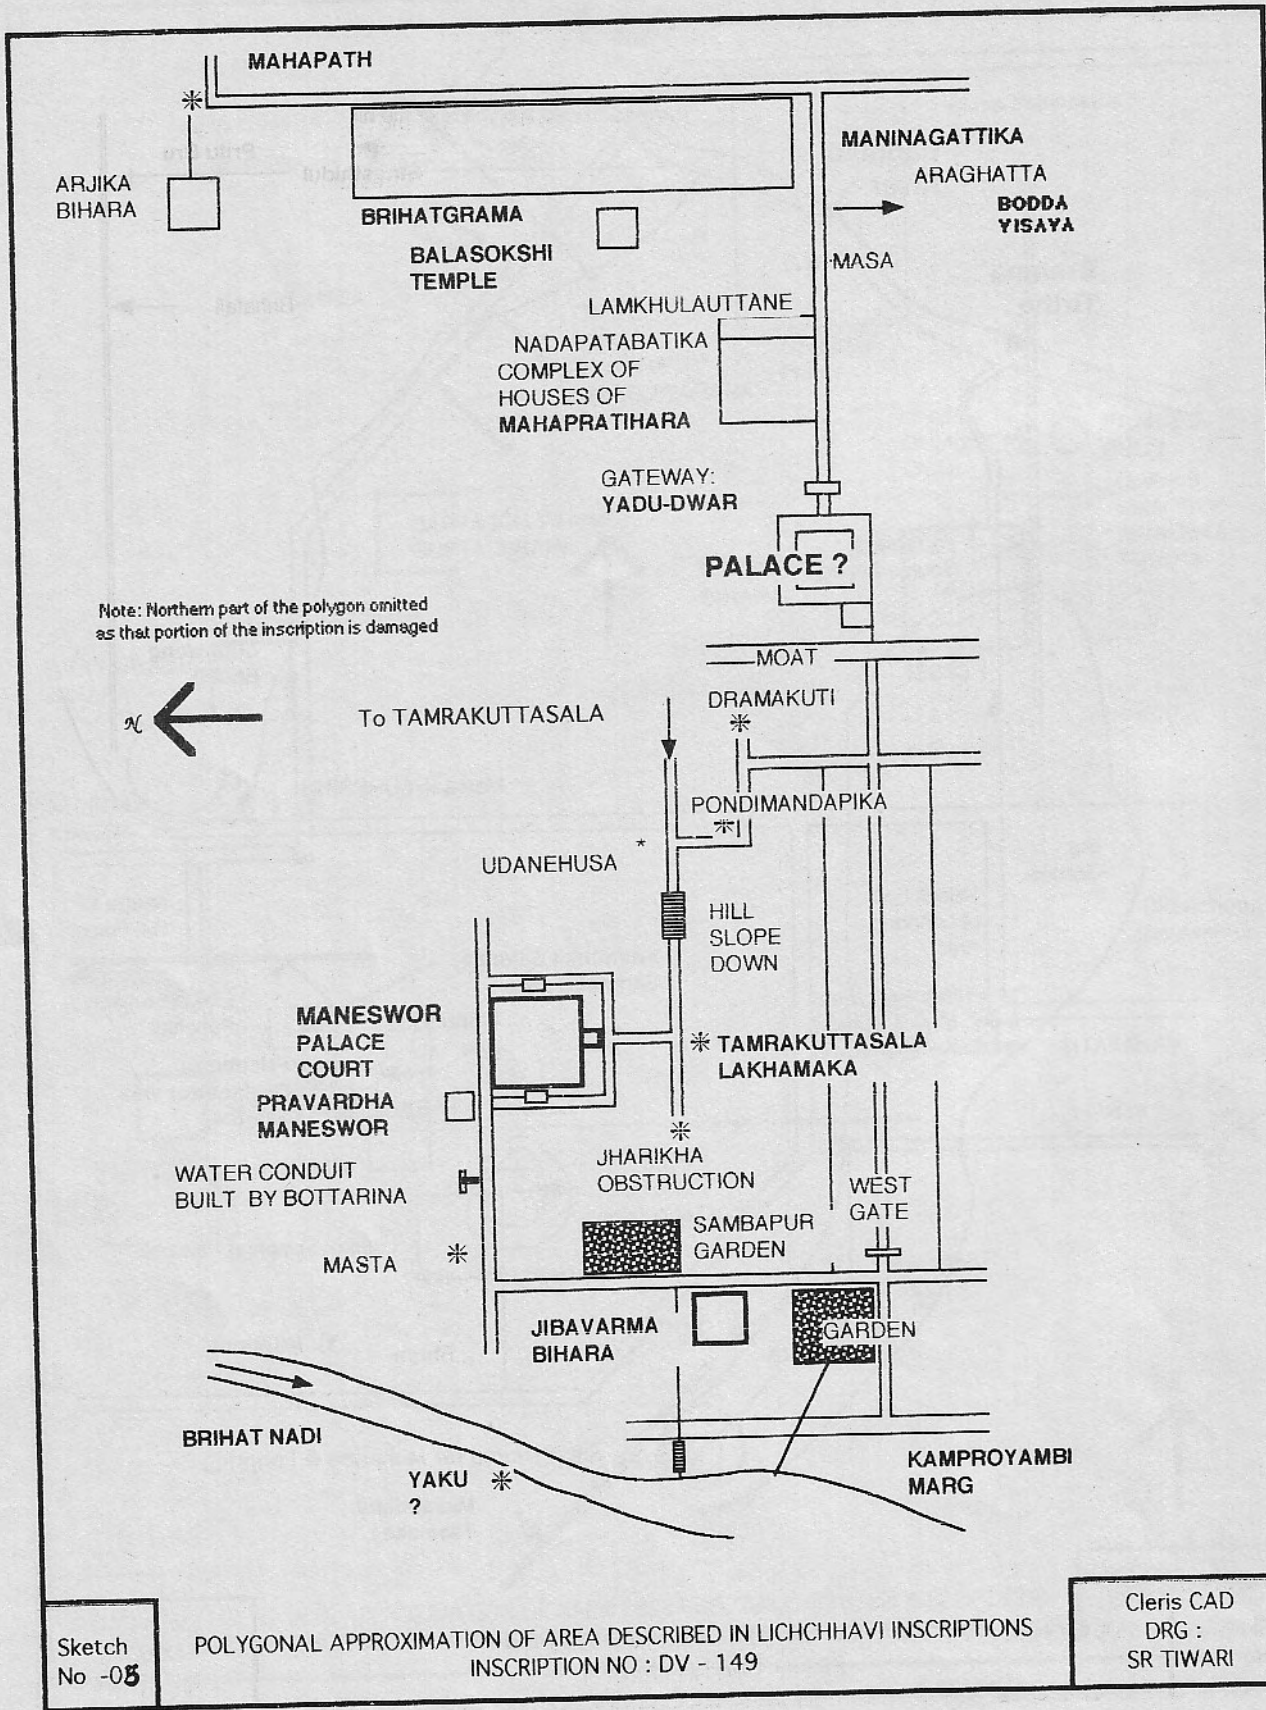 MAHAPATH
MANINAGATTIKA
ARAGHATTA
BODDA
VISAYA
ARJIKA
BIHARA
BRIHATGRAMA
BALASOKSHI
TEMPLE
MASA
LAMKHULAUTTANE
NADAPATABATIKA
COMPLEX OF
HOUSES OF
MAHAPRATIHARA
GATEWAY:
YADU-DWAR
PALACE ?
Note: Northern part of the polygon omitted
as that portion of the inscription is damaged
MOAT
N
To TAMRAKUTTASALA
DRAMAKUTI
PONDIMANDAPIKA
UDANEHUSA
HILL
SLOPE
DOWN
MANESWOR
PALACE
COURT
TAMRAKUTTASALA
LAKHAMAKA
PRAVARDHA
MANESWOR
JHARIKHA
OBSTRUCTION
WATER CONDUIT
BUILT BY BOTTARINA
WEST
GATE
SAMBAPUR
GARDEN
MASTA
JIBAVARMA
BIHARA
GARDEN
BRIHAT NADI
YAKU
?
KAMPROYAMBI
MARG
Sketch
No -05
POLYGONAL APPROXIMATION OF AREA DESCRIBED IN LICHCHHAVI INSCRIPTIONS
INSCRIPTION NO : DV - 149
Cleris CAD
DRG :
SR TIWARI